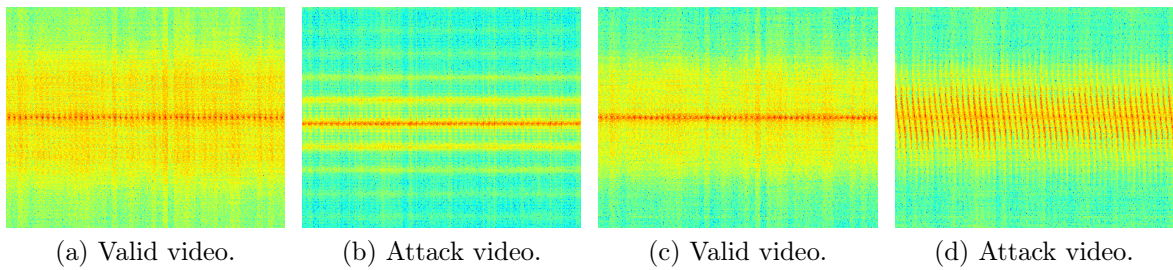 (a) Valid video.
(b) Attack video.
(c) Valid video.
(d) Attack video.